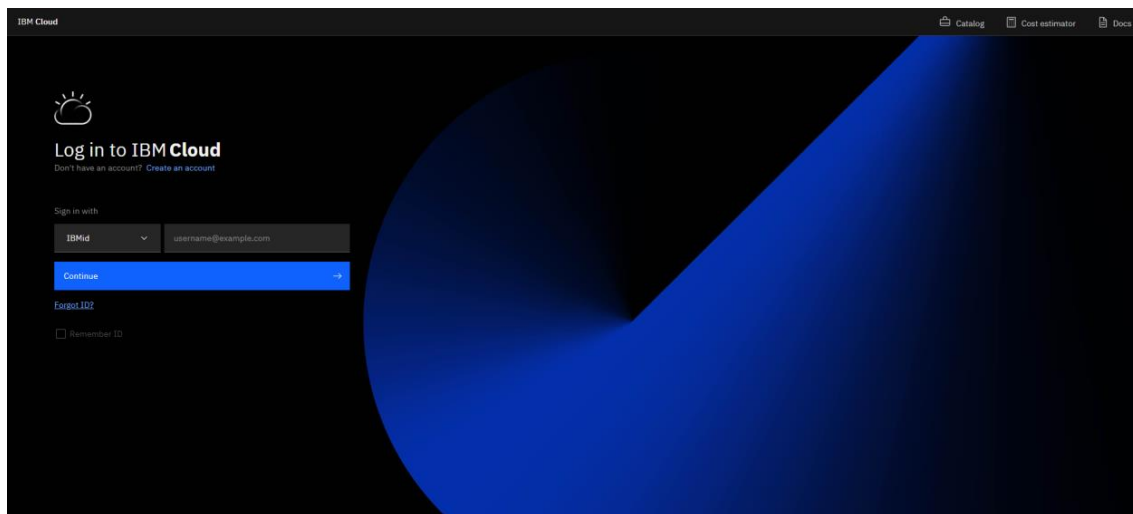 IBM Cloud
Catalog
Cost estimator
Docs
Log in to IBM Cloud
Don't have an account? Create an account
Sign in with
IBMid
username@example.com
Continue
Forgot ID?
Remember ID